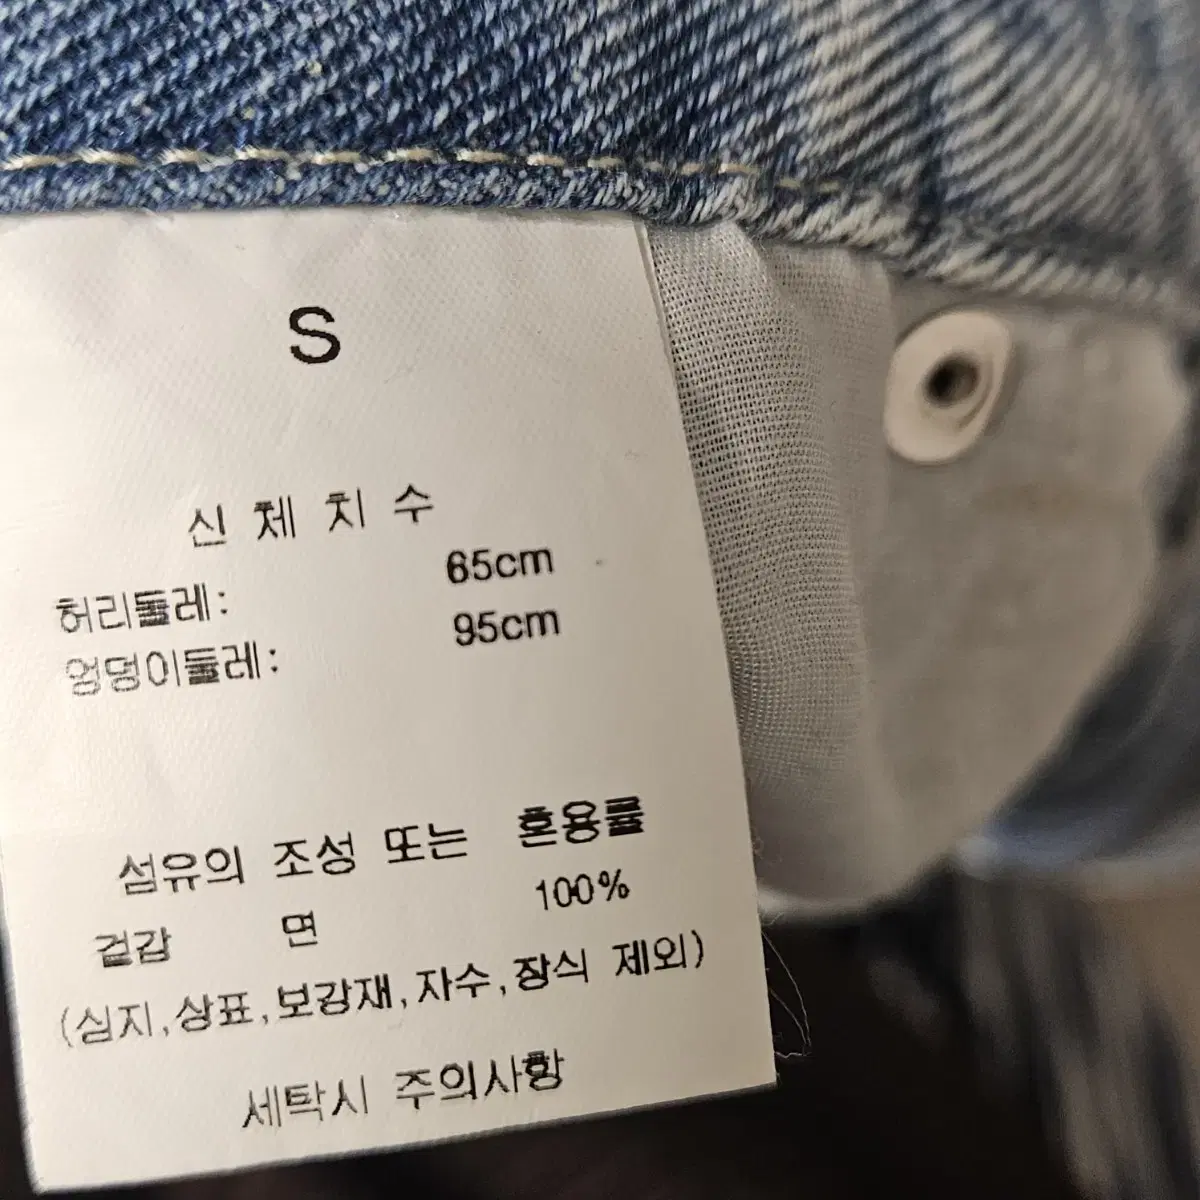 S
신체치수
허리둘레: 65cm
엉덩이둘레: 95cm
섬유의 조성 또는 혼용률
겉감 면 100%
(심지,상표,보강재,자수,장식 제외)
세탁시 주의사항